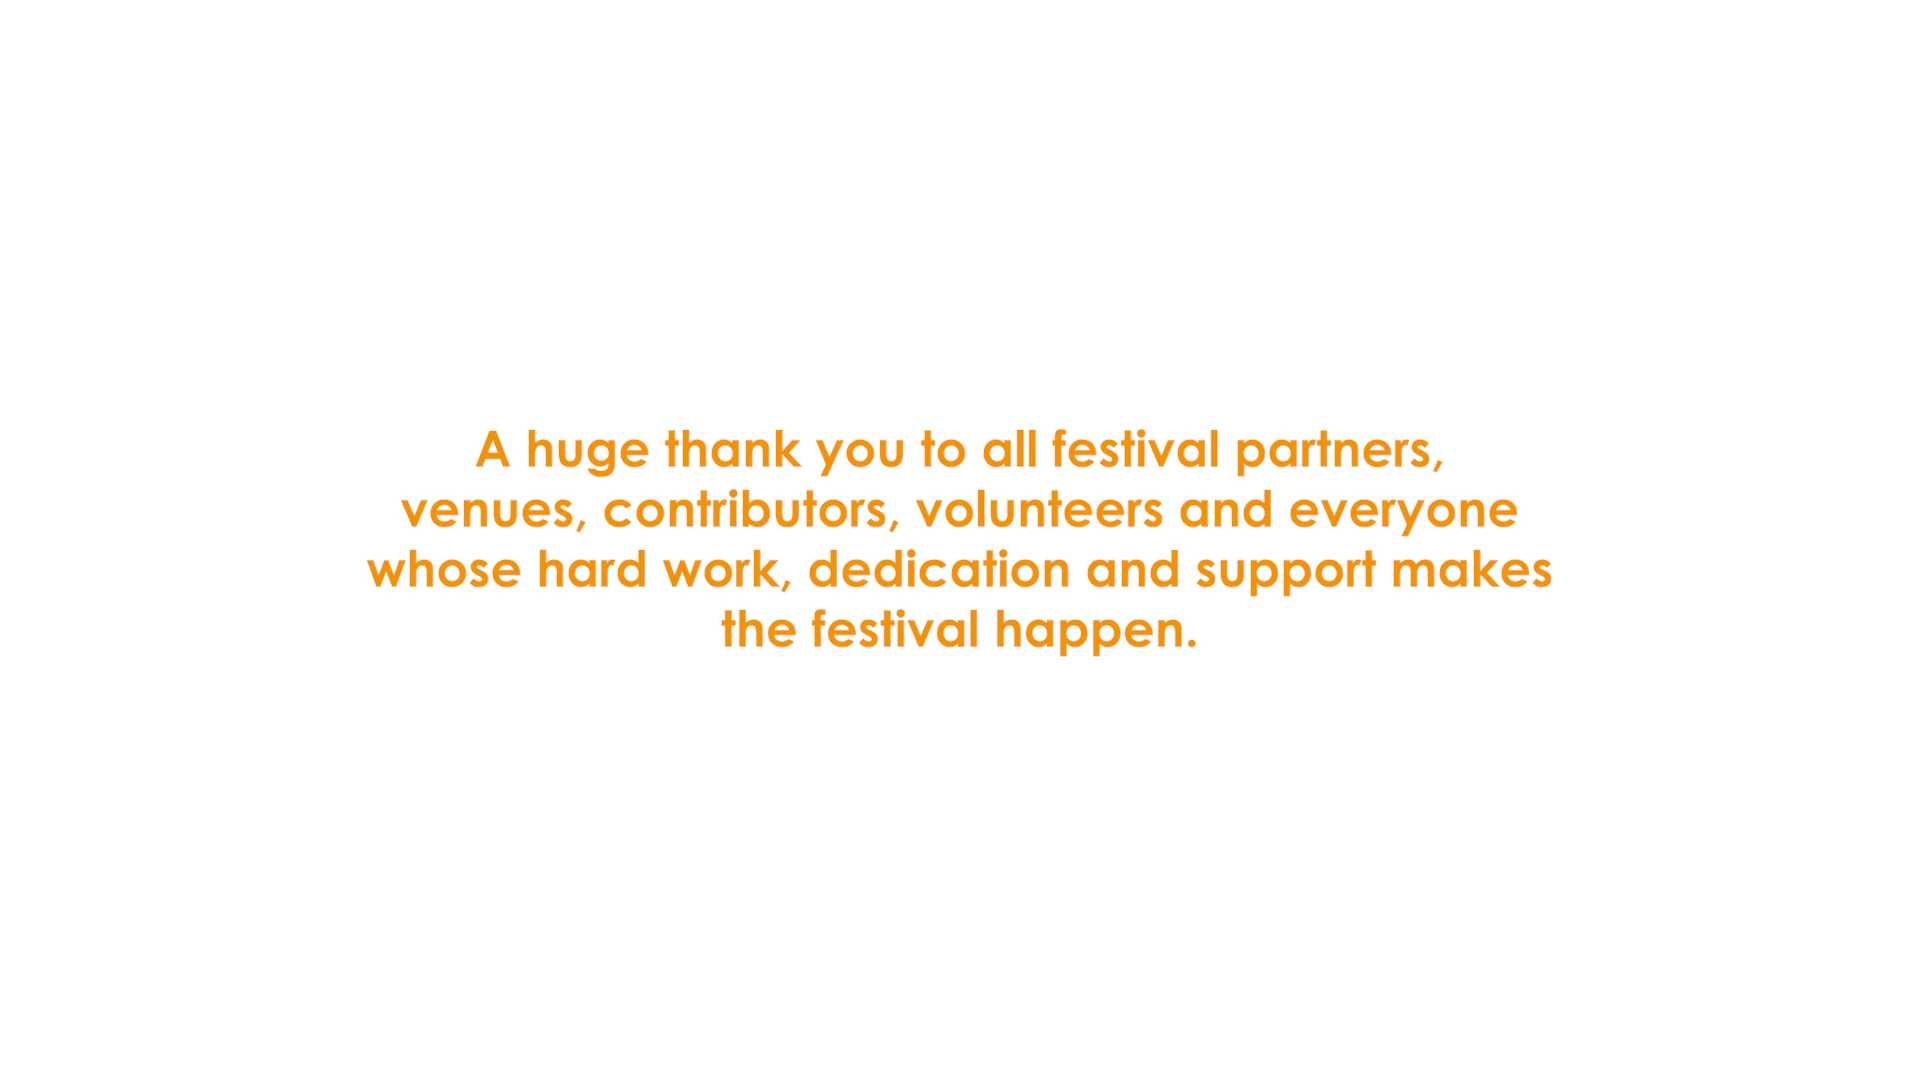 A huge thank you to all festival partners,
venues, contributors, volunteers and everyone
whose hard work, dedication and support makes
the festival happen.